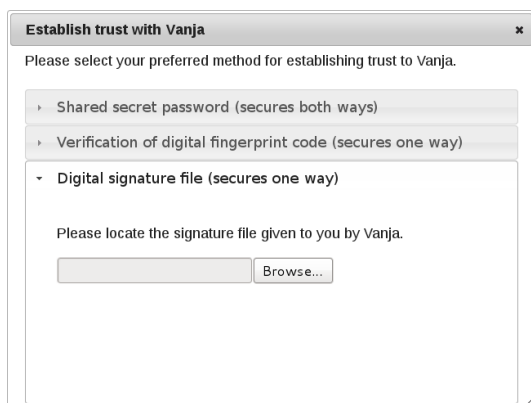 Establish trust with Vanja
Please select your preferred method for establishing trust to Vanja.
Shared secret password (secures both ways)
Verification of digital fingerprint code (secures one way)
Digital signature file (secures one way)
Please locate the signature file given to you by Vanja.
Browse...